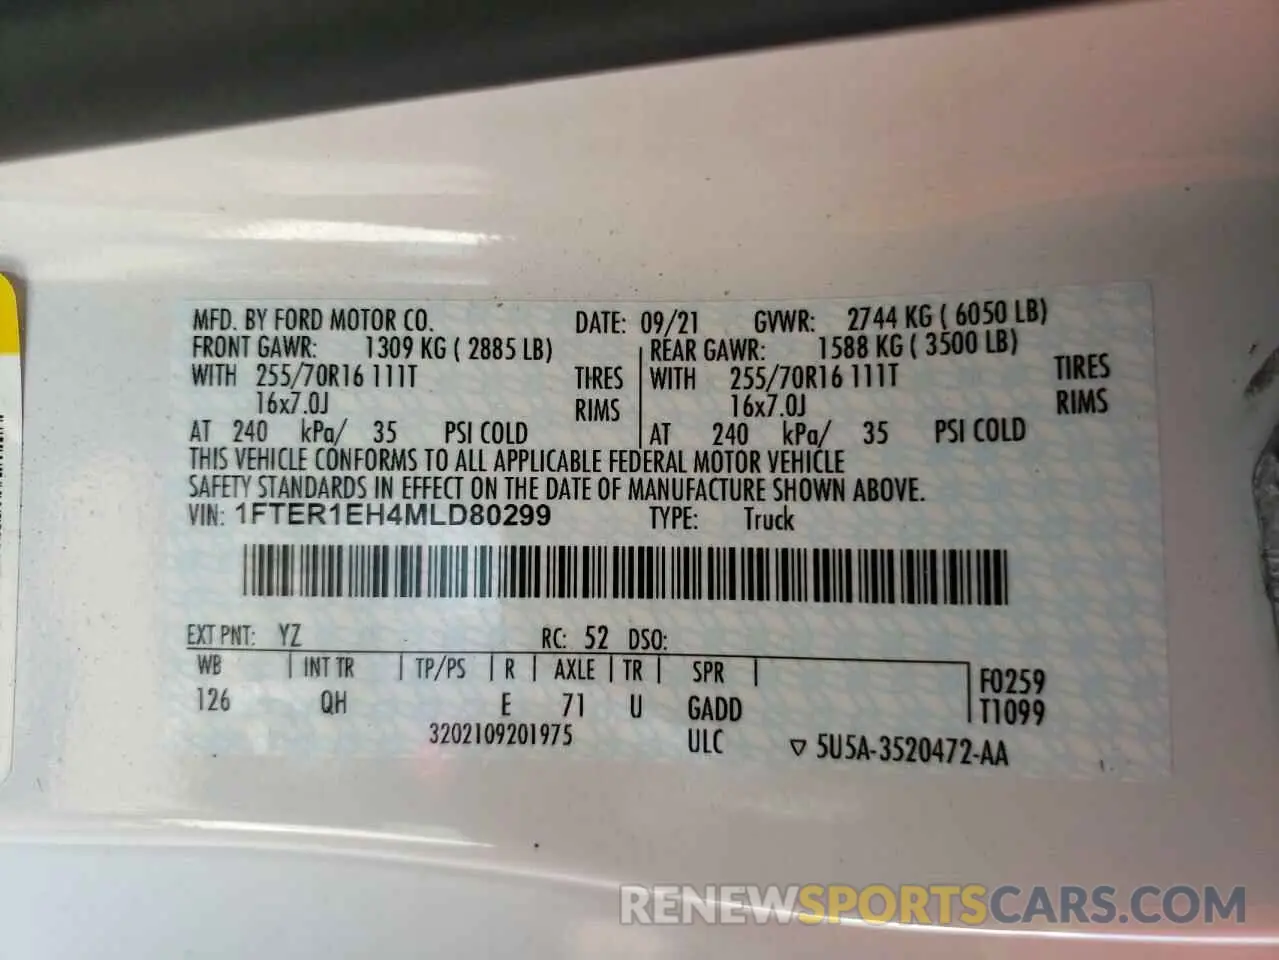 MFD. BY FORD MOTOR CO. DATE: 09/21 GVWR: 2744 KG ( 6050 LB)
FRONT GAWR: 1309 KG ( 2885 LB) REAR GAWR: 1588 KG ( 3500 LB)
WITH 255/70R16 111T TIRES WITH 255/70R16 111T TIRES
16x7.0J RIMS 16x7.0J RIMS
AT 240 kPa/ 35 PSI COLD AT 240 kPa/ 35 PSI COLD
THIS VEHICLE CONFORMS TO ALL APPLICABLE FEDERAL MOTOR VEHICLE
SAFETY STANDARDS IN EFFECT ON THE DATE OF MANUFACTURE SHOWN ABOVE.
VIN: 1FTER1EH4MLD80299 TYPE: Truck
EXT PNT: YZ RC: 52 DSO:
WB INT TR TP/PS R AXLE TR SPR F0259
126 QH E 71 U GADD T1099
3202109201975 ULC ▽ 5U5A-3520472-AA
RENEWSPORTSCARS.COM